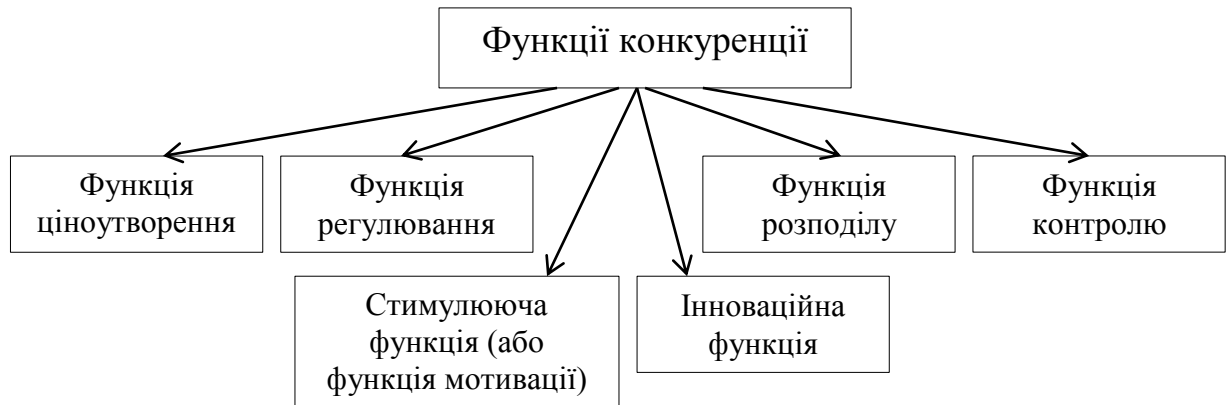 Функції конкуренції
Функція
ціноутворення
Функція
регулювання
Функція
розподілу
Функція
контролю
Стимулююча
функція (або
функція мотивації)
Інноваційна
функція